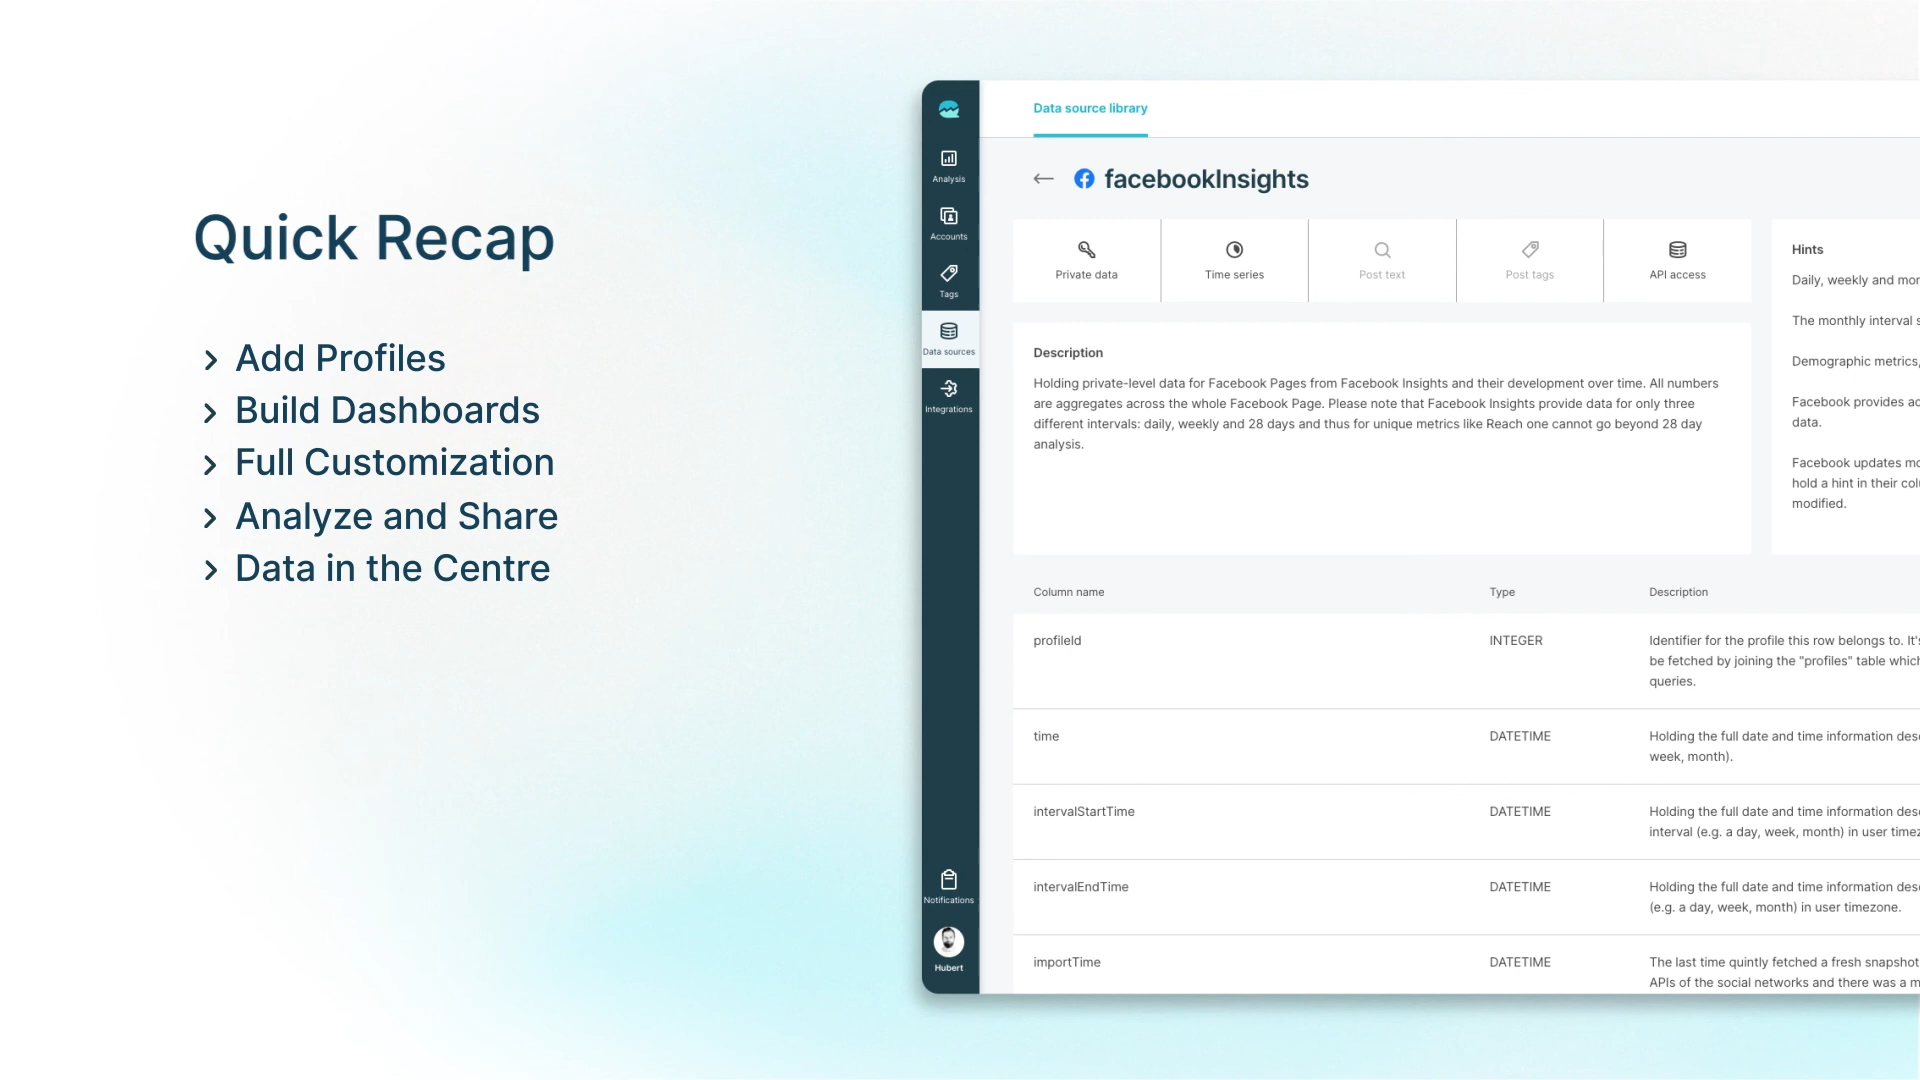 Quick Recap
Add Profiles
Build Dashboards
Full Customization
Analyze and Share
Data in the Centre
Analysis
Accounts
Tags
Data sources
Integrations
Notifications
Hubert
Data source library
facebookInsights
Private data
Time series
Post text
Post tags
API access
Description
Holding private-level data for Facebook Pages from Facebook Insights and their development over time. All numbers
are aggregates across the whole Facebook Page. Please note that Facebook Insights provide data for only three
different intervals: daily, weekly and 28 days and thus for unique metrics like Reach one cannot go beyond 28 day
analysis.
Hints
Daily, weekly and
The monthly interval
Demographic metrics,
Facebook provides
data.
Facebook updates
hold a hint in their
modified.
Column name Type Description
profileId INTEGER Identifier for the profile this row belongs to. It's
be fetched by joining the "profiles" table which
queries.
time DATETIME Holding the full date and time information
week, month).
intervalStartTime DATETIME Holding the full date and time information
interval (e.g. a day, week, month) in user
intervalEndTime DATETIME Holding the full date and time information
(e.g. a day, week, month) in user timezone.
importTime DATETIME The last time quintly fetched a fresh snapshot
APIs of the social networks and there was a